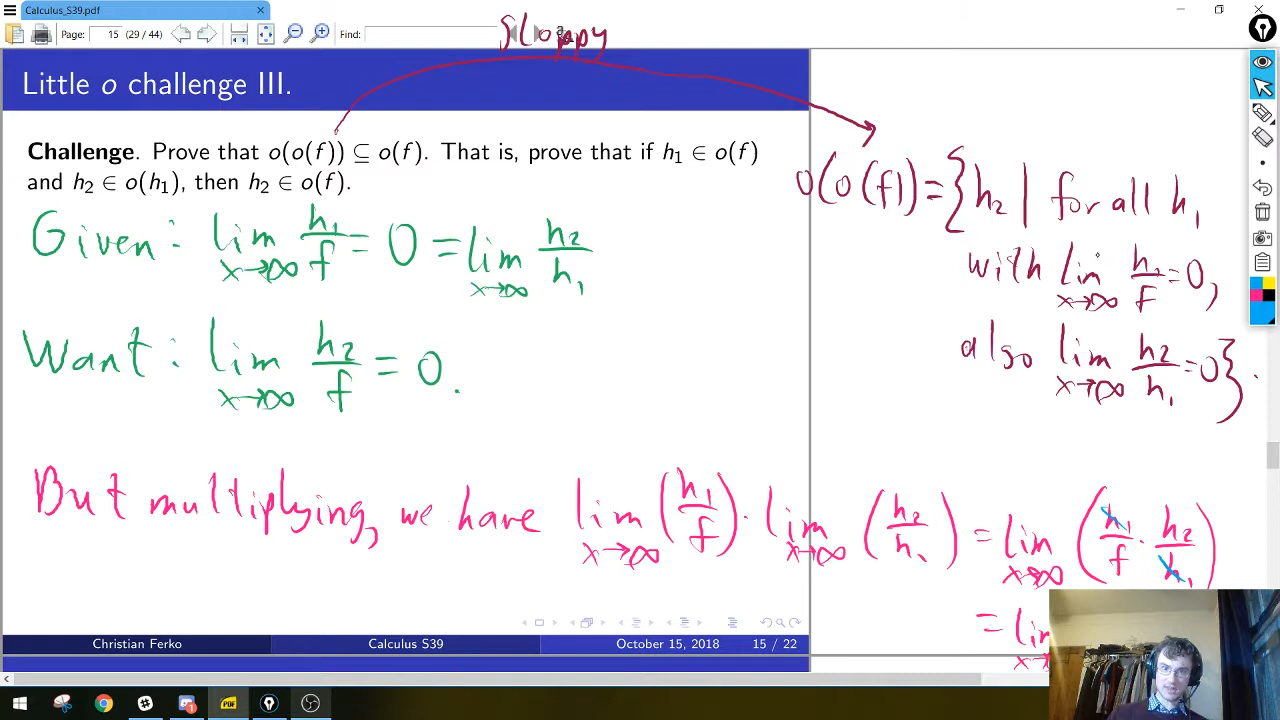 Calculus_S39
Page: 15 (29 / 44) Find:
Sloppy
Little o challenge III.
Challenge. Prove that o(o(f)) ⊆ o(f). That is, prove that if h₁ ∈ o(f)
and h₂ ∈ o(h₁), then h₂ ∈ o(f).
Given: lim x→∞ h₁/f = 0 = lim x→∞ h₂/h₁
Want: lim x→∞ h₂/f = 0.
o(o(f)) = {h₂ | for all h₁
with lim x→∞ h₁/f = 0,
also lim x→∞ h₂/h₁ = 0}.
But multiplying, we have lim x→∞ (h₁/f) · lim x→∞ (h₂/h₁) = lim x→∞ (h₁/f · h₂/h₁)
= lim
Christian Ferko Calculus S39 October 15, 2018 15 / 22